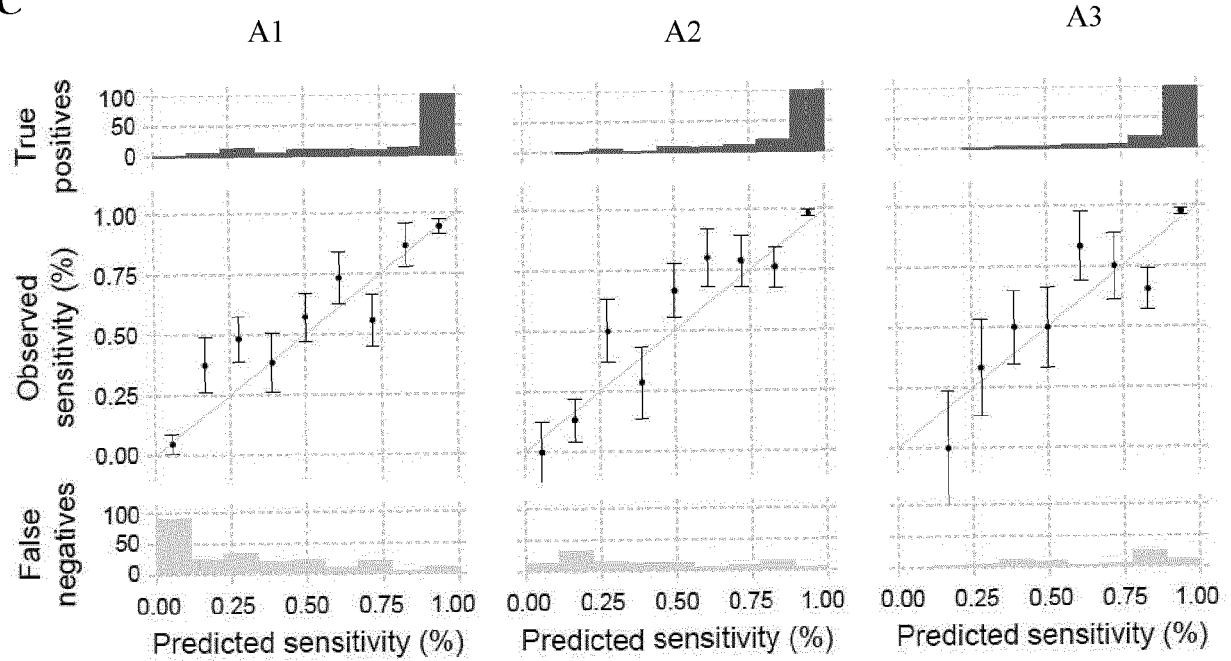 C
A1 A2 A3
True
positives
100
50
0
Observed
sensitivity (%)
1.00
0.75
0.50
0.25
0.00
False
negatives
100
50
0
0.00 0.25 0.50 0.75 1.00 0.00 0.25 0.50 0.75 1.00 0.00 0.25 0.50 0.75 1.00
Predicted sensitivity (%) Predicted sensitivity (%) Predicted sensitivity (%)